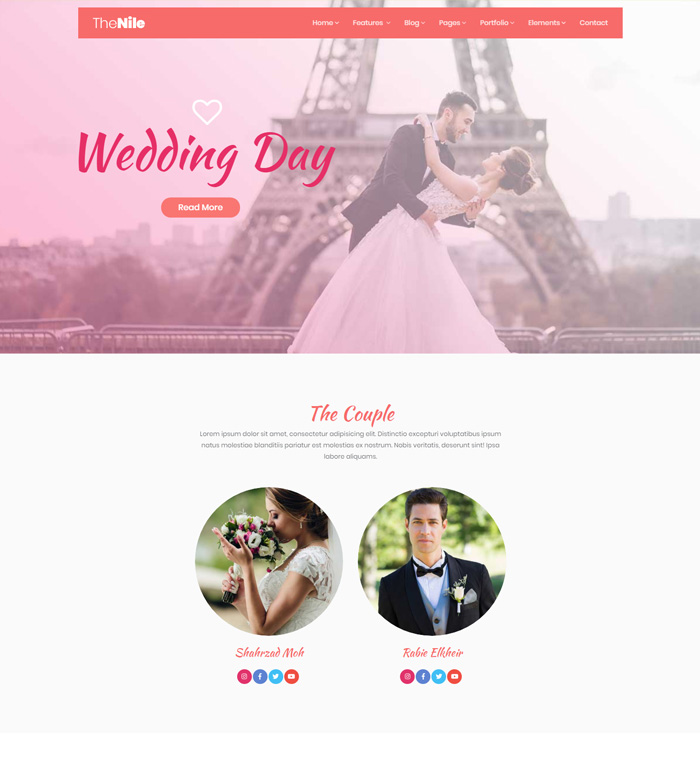 TheNile
Home Features Blog Pages Portfolio Elements Contact
Wedding Day
Read More
The Couple
Lorem ipsum dolor sit amet, consectetur adipisicing elit. Distinctio excepturi voluptatibus ipsum
natus molestiae blanditiis pariatur est molestias ex nostrum. Nobis veritatis, deserunt sint! Ipsa
labore aliquams.
Shahrzad Moh
Rabie Elkheir